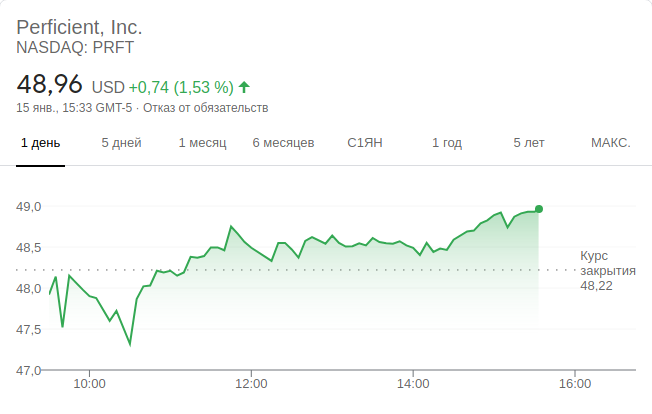 Perficient, Inc.
NASDAQ: PRFT
48,96 USD +0,74 (1,53 %)
15 янв., 15:33 GMT-5 · Отказ от обязательств
1 день 5 дней 1 месяц 6 месяцев С1ЯН 1 год 5 лет МАКС.
49,0
48,5
Курс
закрытия
48,22
48,0
47,5
47,0
10:00 12:00 14:00 16:00